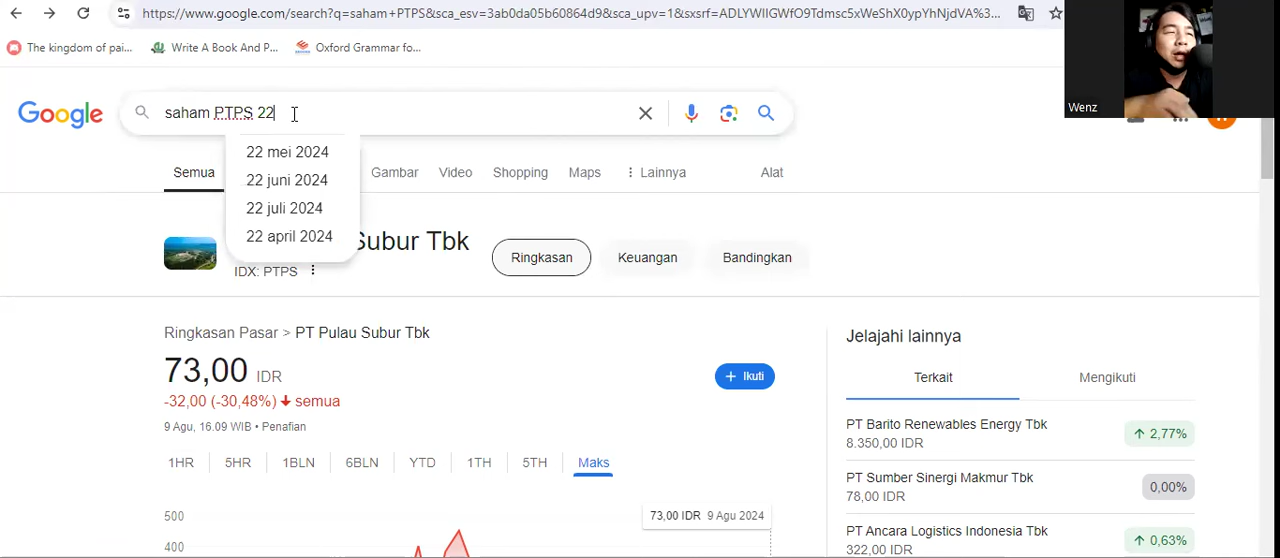 https://www.google.com/search?q=saham+PTPS&sca_esv=3ab0da05b60864d9&sca_upv=1&sxsrf=ADLYWIIGWfO9Tdmsc5xWeShX0ypYhNjdVA%3...
The kingdom of pai...
Write A Book And P...
Oxford Grammar fo...
Wenz
Google
saham PTPS 22
22 mei 2024
22 juni 2024
22 juli 2024
22 april 2024
Semua
Gambar
Video
Shopping
Maps
Lainnya
Alat
Subur Tbk
IDX: PTPS
Ringkasan
Keuangan
Bandingkan
Ringkasan Pasar > PT Pulau Subur Tbk
73,00 IDR
-32,00 (-30,48%) semua
9 Agu, 16.09 WIB • Penafian
+ Ikuti
1HR
5HR
1BLN
6BLN
YTD
1TH
5TH
Maks
500
400
73,00 IDR 9 Agu 2024
Jelajahi lainnya
Terkait
Mengikuti
PT Barito Renewables Energy Tbk
8.350,00 IDR
2,77%
PT Sumber Sinergi Makmur Tbk
78,00 IDR
0,00%
PT Ancara Logistics Indonesia Tbk
322,00 IDR
0,63%